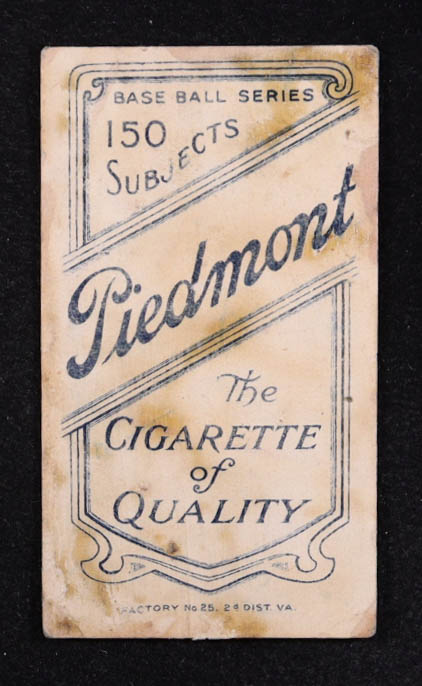 BASE BALL SERIES
150
SUBJECTS
Piedmont
The
CIGARETTE
of
QUALITY
FACTORY No 25, 2d DIST. VA.